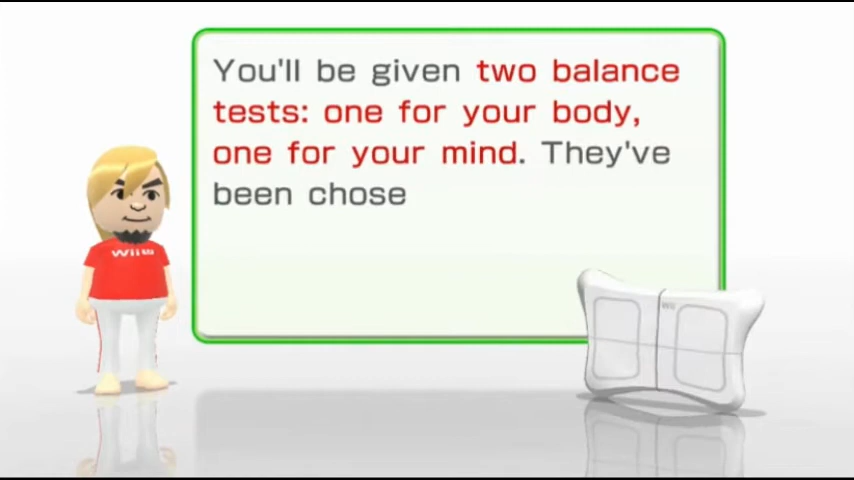 You'll be given two balance
tests: one for your body,
one for your mind. They've
been chose
Wii